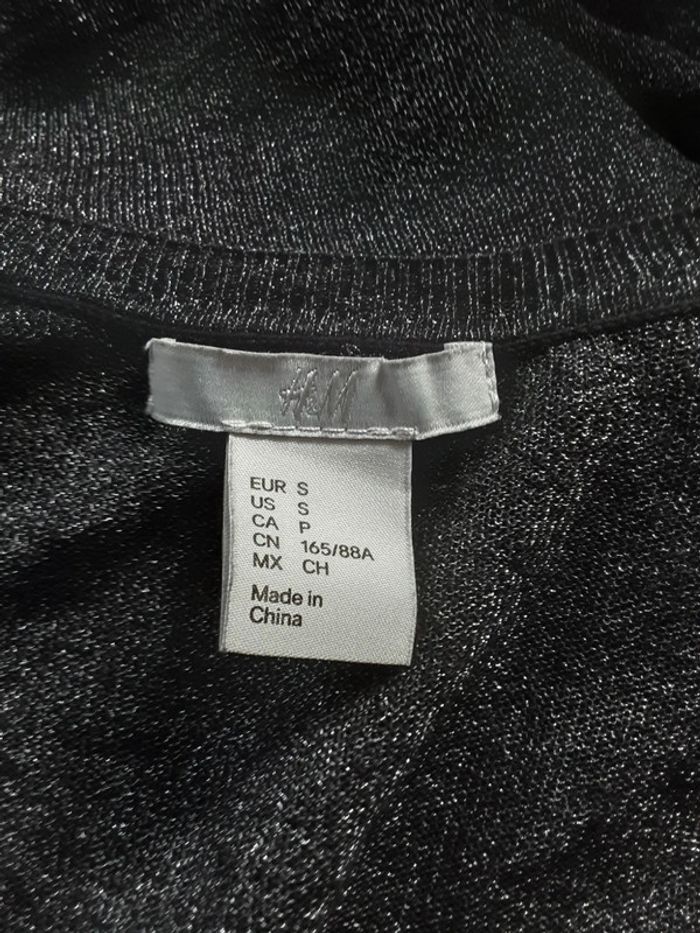 H&M
EUR S
US S
CA P
CN 165/88A
MX CH
Made in
China